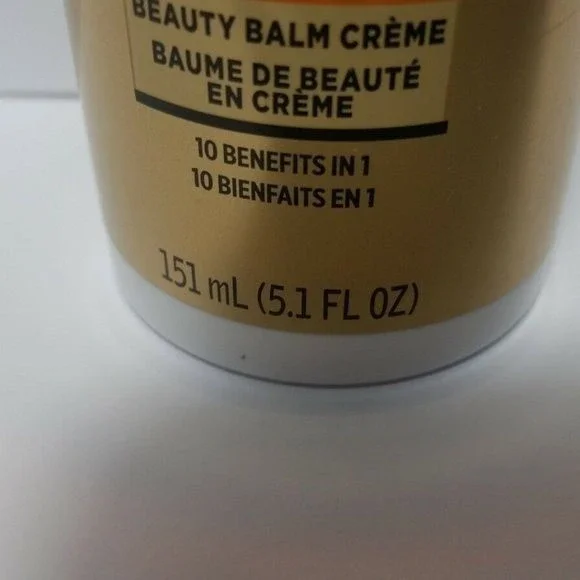 BEAUTY BALM CRÈME
BAUME DE BEAUTÉ
EN CRÈME
10 BENEFITS IN 1
10 BIENFAITS EN 1
151 mL (5.1 FL OZ)